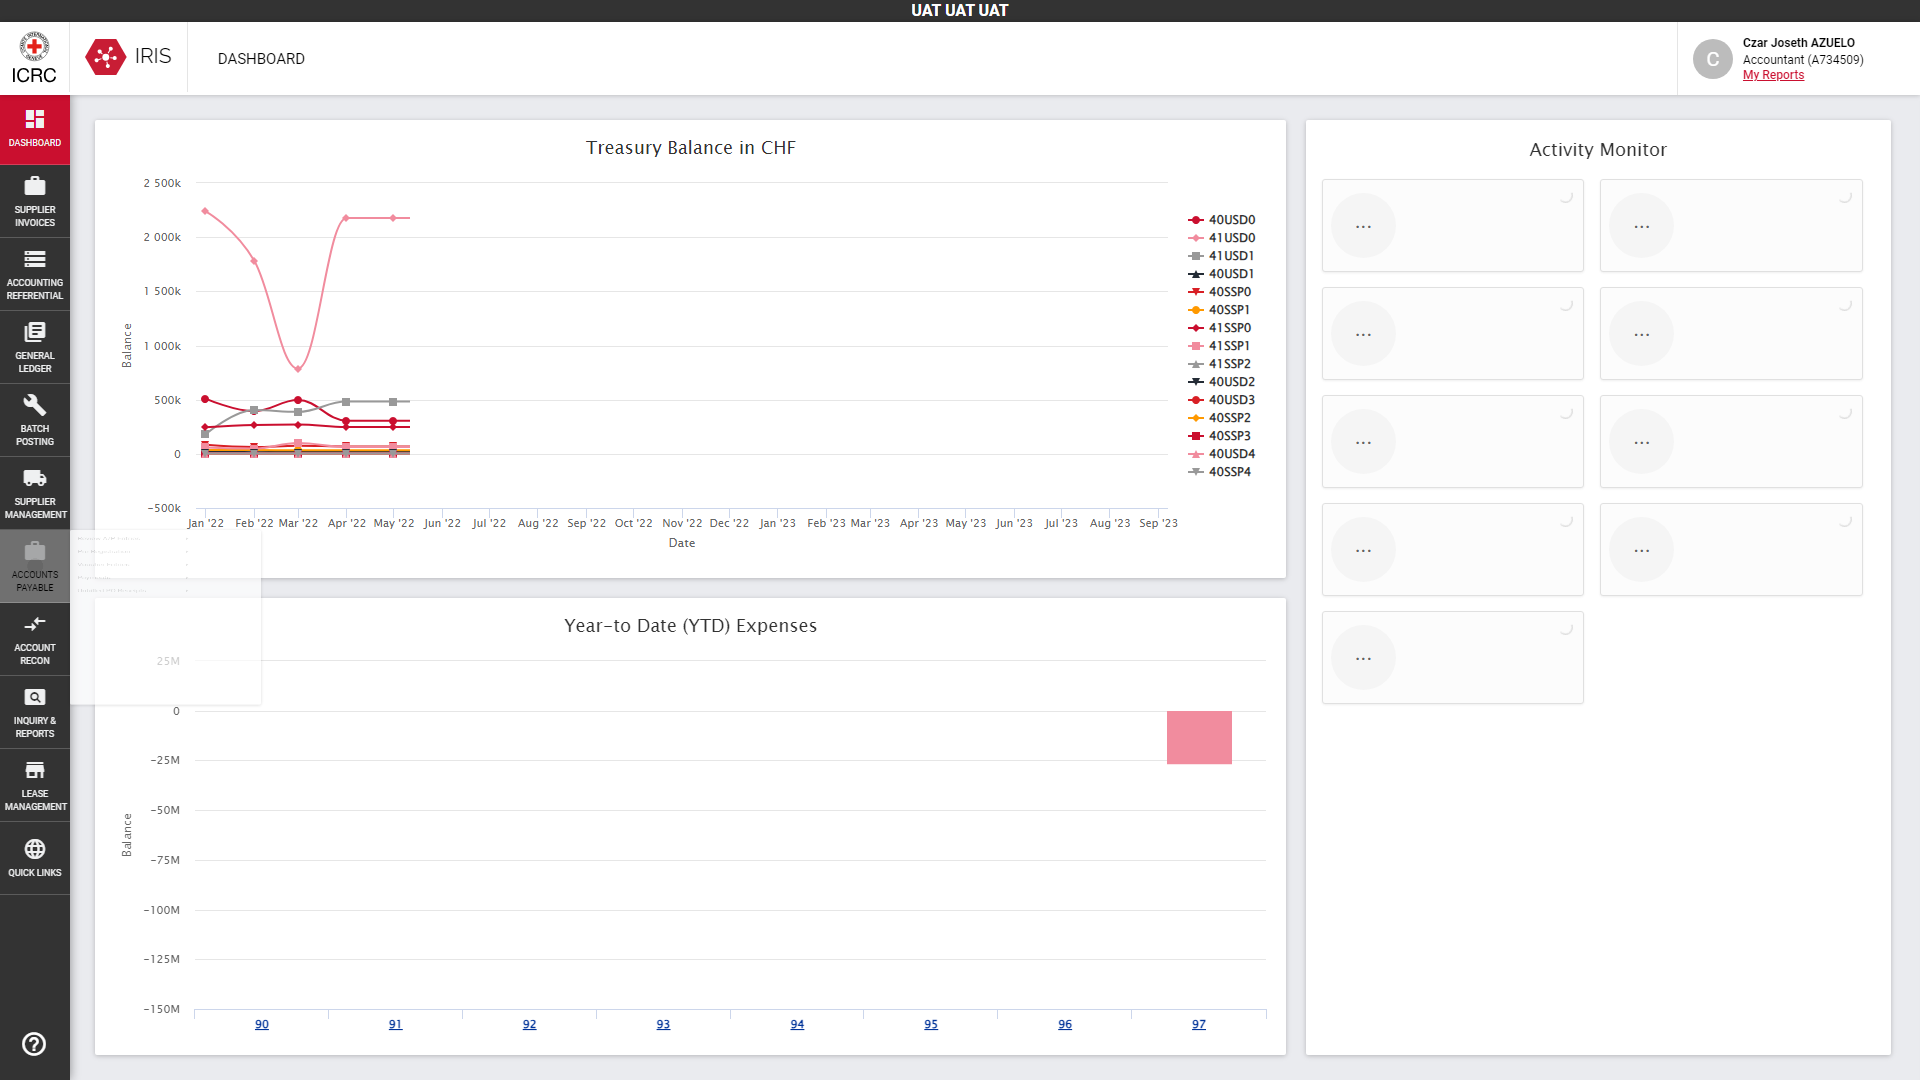 UAT UAT UAT
ICRC
IRIS
DASHBOARD
Czar Joseth AZUELO
Accountant (A734509)
My Reports
C
DASHBOARD
SUPPLIER
INVOICES
ACCOUNTING
REFERENTIAL
GENERAL
LEDGER
BATCH
POSTING
SUPPLIER
MANAGEMENT
ACCOUNTS
PAYABLE
ACCOUNT
RECON
INQUIRY &
REPORTS
LEASE
MANAGEMENT
QUICK LINKS
Treasury Balance in CHF
2 500k
2 000k
1 500k
1 000k
500k
0
-500k
Balance
Jan '22 Feb '22 Mar '22 Apr '22 May '22 Jun '22 Jul '22 Aug '22 Sep '22 Oct '22 Nov '22 Dec '22 Jan '23 Feb '23 Mar '23 Apr '23 May '23 Jun '23 Jul '23 Aug '23 Sep '23
Date
40USD0
41USD0
41USD1
40USD1
40SSP0
40SSP1
41SSP0
41SSP1
41SSP2
40USD2
40USD3
40SSP2
40SSP3
40USD4
40SSP4
Year-to Date (YTD) Expenses
25M
0
-25M
-50M
-75M
-100M
-125M
-150M
Balance
90 91 92 93 94 95 96 97
Activity Monitor
... ...
... ...
... ...
... ...
...